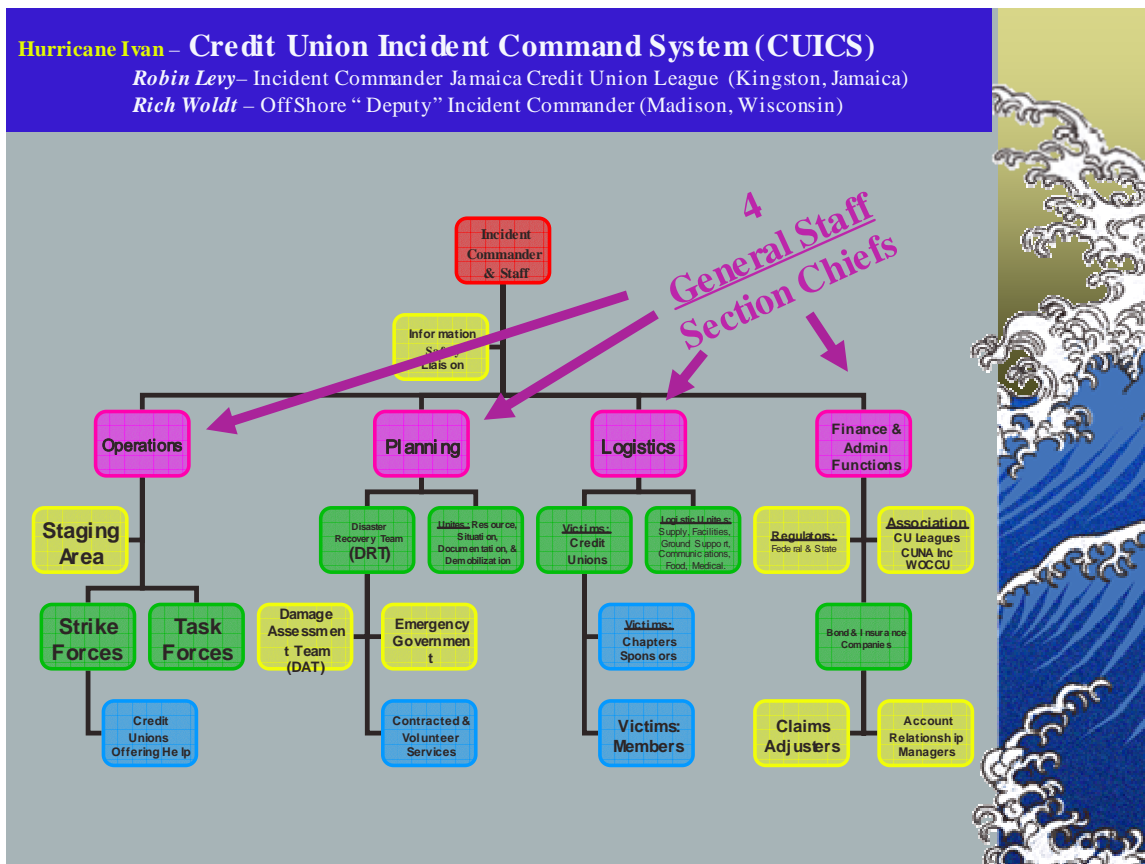 Hurricane Ivan – Credit Union Incident Command System (CUICS)
Robin Levy– Incident Commander Jamaica Credit Union League (Kingston, Jamaica)
Rich Woldt – OffShore “ Deputy” Incident Commander (Madison, Wisconsin)
4
General Staff
Section Chiefs
Incident
Commander
& Staff
Information
Safety
Liaison
Operations
Planning
Logistics
Finance &
Admin
Functions
Staging
Area
Disaster
Recovery Team
(DRT)
Unites: Resource,
Situation,
Documentation, &
Demobilization
Victims:
Credit
Unions
Logistic Unites:
Supply, Facilities,
Ground Support,
Communications,
Food, Medical.
Regulators:
Federal & State
Association
CU Leagues
CUNA Inc
WOCCU
Strike
Forces
Task
Forces
Damage
Assessmen
t Team
(DAT)
Emergency
Governmen
t
Victims:
Chapters
Sponsors
Bond & Insurance
Companies
Credit
Unions
Offering Help
Contracted &
Volunteer
Services
Victims:
Members
Claims
Adjusters
Account
Relationship
Managers